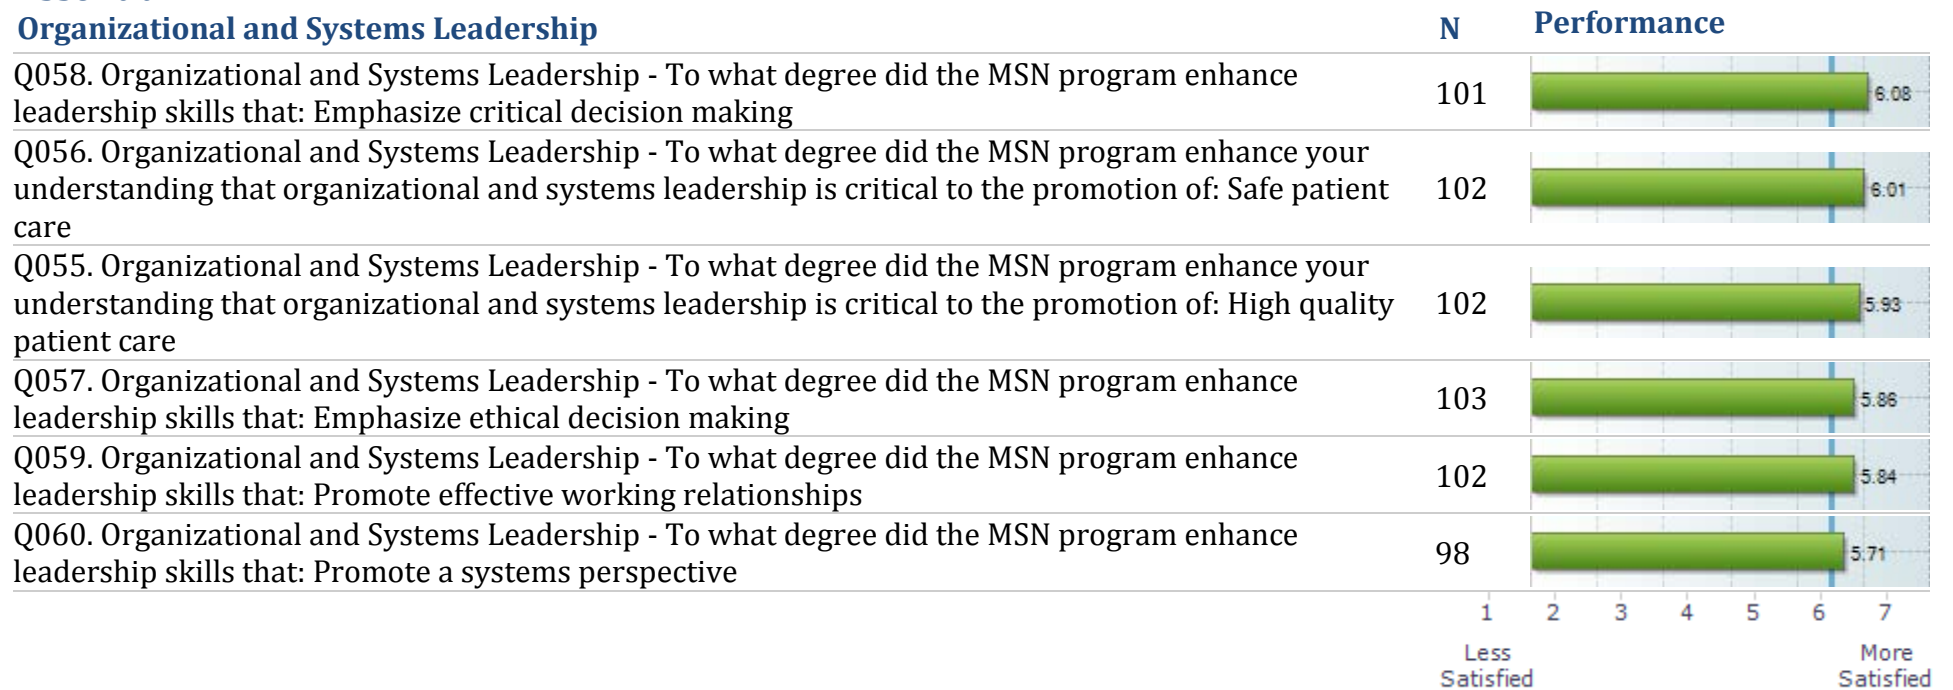 Organizational and Systems Leadership N Performance
Q058. Organizational and Systems Leadership - To what degree did the MSN program enhance
leadership skills that: Emphasize critical decision making
101
6.08
Q056. Organizational and Systems Leadership - To what degree did the MSN program enhance your
understanding that organizational and systems leadership is critical to the promotion of: Safe patient
care
102
6.01
Q055. Organizational and Systems Leadership - To what degree did the MSN program enhance your
understanding that organizational and systems leadership is critical to the promotion of: High quality
patient care
102
5.93
Q057. Organizational and Systems Leadership - To what degree did the MSN program enhance
leadership skills that: Emphasize ethical decision making
103
5.86
Q059. Organizational and Systems Leadership - To what degree did the MSN program enhance
leadership skills that: Promote effective working relationships
102
5.84
Q060. Organizational and Systems Leadership - To what degree did the MSN program enhance
leadership skills that: Promote a systems perspective
98
5.71
1 2 3 4 5 6 7
Less
Satisfied
More
Satisfied